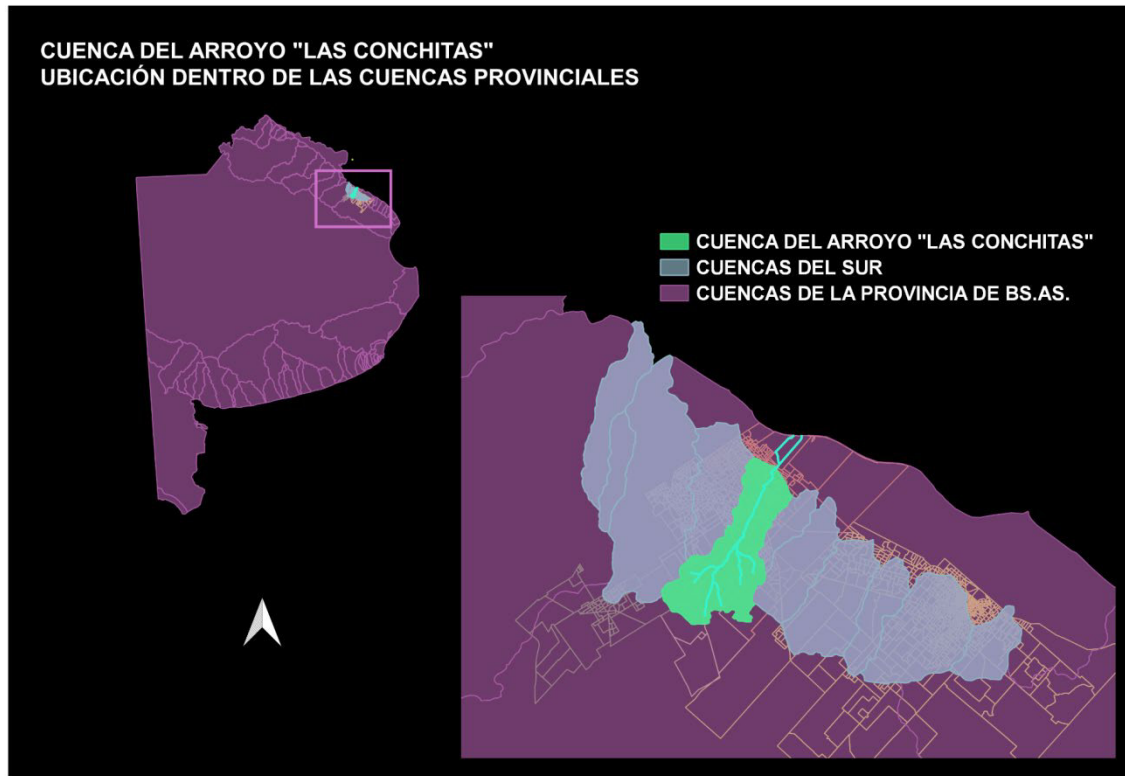 CUENCA DEL ARROYO "LAS CONCHITAS"
UBICACIÓN DENTRO DE LAS CUENCAS PROVINCIALES
CUENCA DEL ARROYO "LAS CONCHITAS"
CUENCAS DEL SUR
CUENCAS DE LA PROVINCIA DE BS.AS.